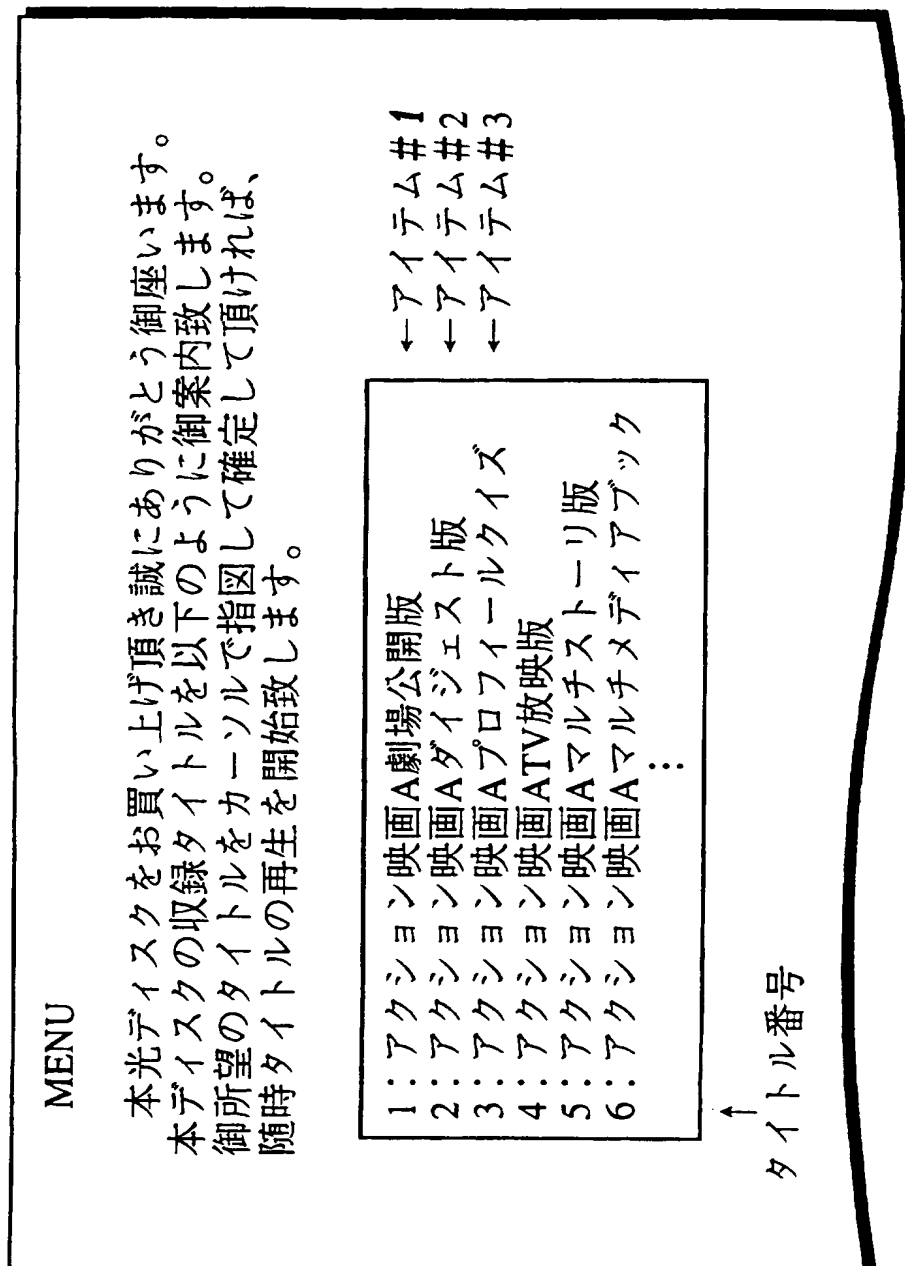 MENU
本光ディスクをお買い上げ頂き誠にありがとう御座います。
本ディスクの収録タイトルを以下のように御案内致します。
御所望のタイトルをカーソルで指図して確定して頂ければ、
随時タイトルの再生を開始致します。
1：アクション映画A劇場公開版 ←アイテム#1
2：アクション映画Aダイジェスト版 ←アイテム#2
3：アクション映画Aプロフィールクイズ ←アイテム#3
4：アクション映画ATV放映版
5：アクション映画Aマルチストーリ版
6：アクション映画Aマルチメディアブック
⋮
↑
タイトル番号